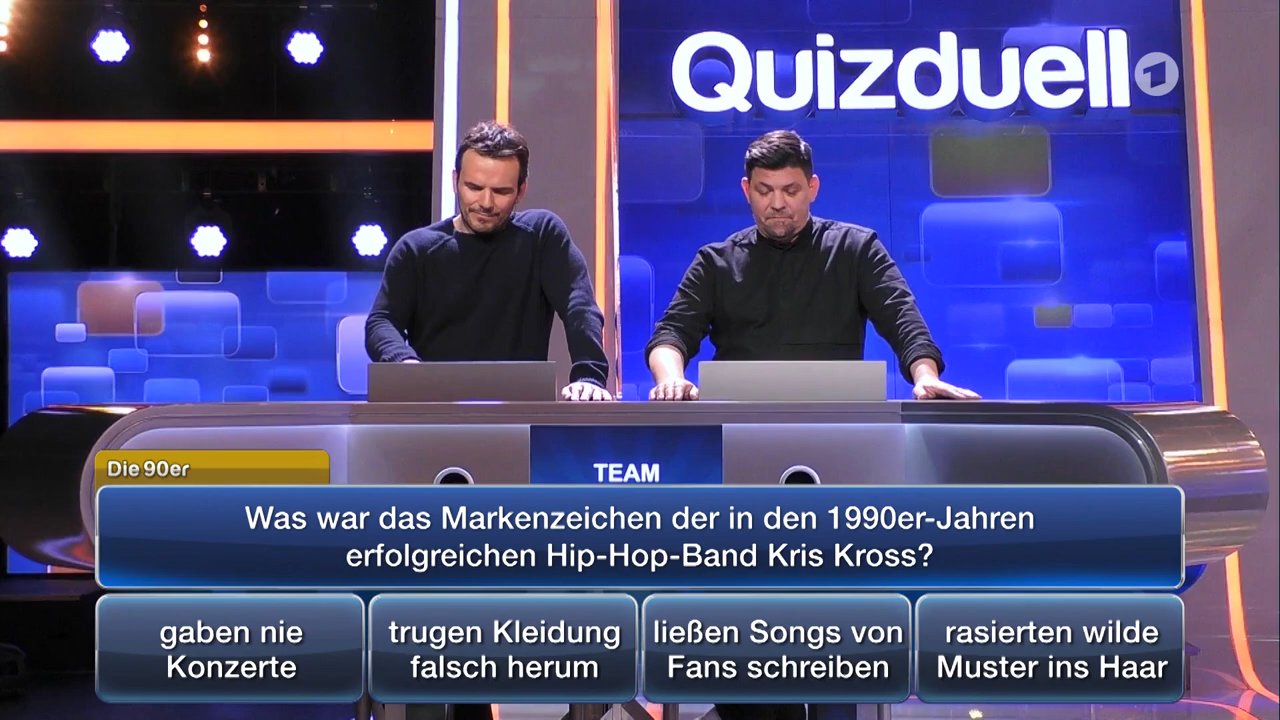 Quizduell 1
Die 90er
TEAM
Was war das Markenzeichen der in den 1990er-Jahren
erfolgreichen Hip-Hop-Band Kris Kross?
gaben nie
Konzerte
trugen Kleidung
falsch herum
ließen Songs von
Fans schreiben
rasierten wilde
Muster ins Haar